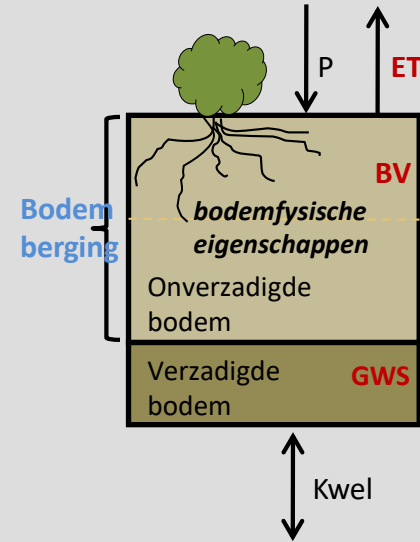 P
ET
BV
Bodem
berging
bodemfysische
eigenschappen
Onverzadigde
bodem
Verzadigde
bodem
GWS
Kwel